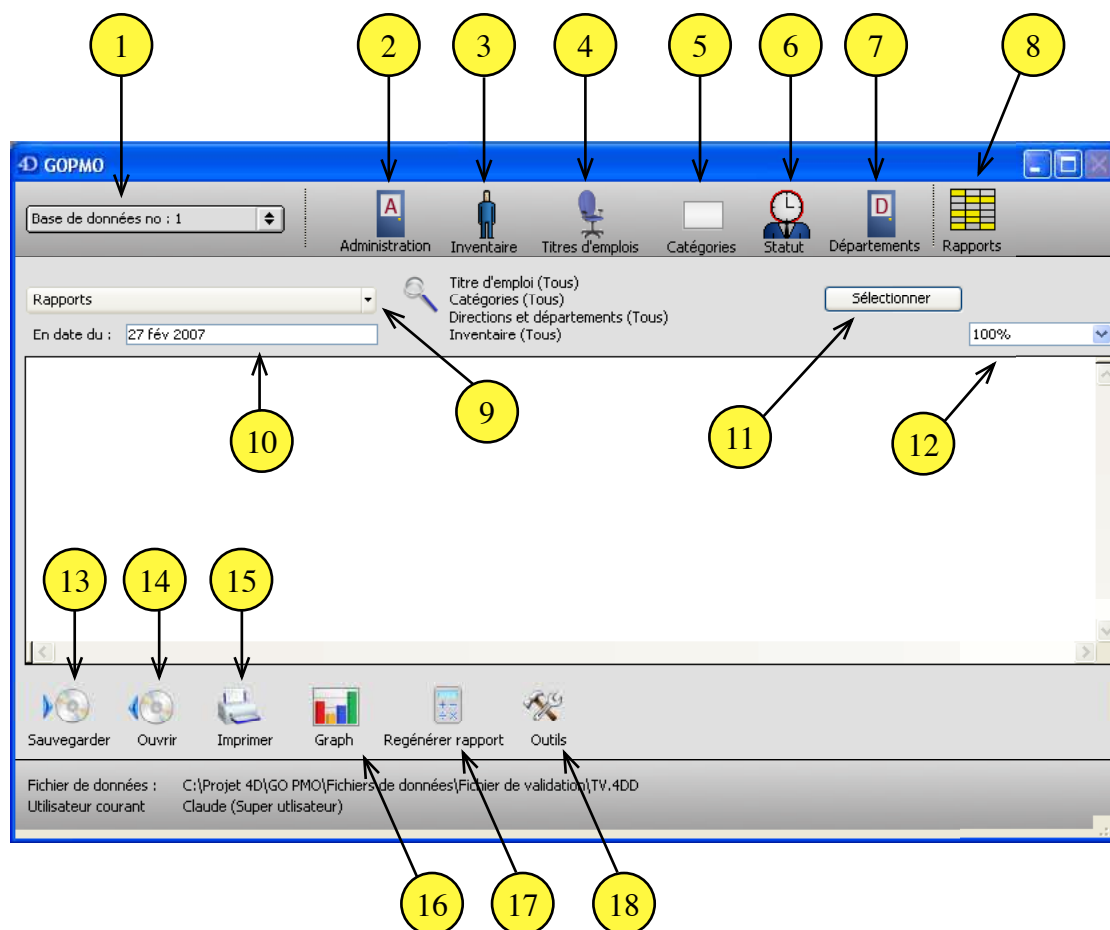 1 2 3 4 5 6 7 8
4D GOPMO
Base de données no : 1
Administration Inventaire Titres d'emplois Catégories Statut Départements Rapports
A D
Rapports
Titre d'emploi (Tous)
Catégories (Tous)
Directions et départements (Tous)
Inventaire (Tous)
Sélectionner
En date du : 27 fév 2007
100%
9
10 11 12
13 14 15
Sauvegarder Ouvrir Imprimer Graph Regénérer rapport Outils
Fichier de données : C:\Projet 4D\GO PMO\Fichiers de données\Fichier de validation\TV.4DD
Utilisateur courant Claude (Super utlisateur)
16 17 18